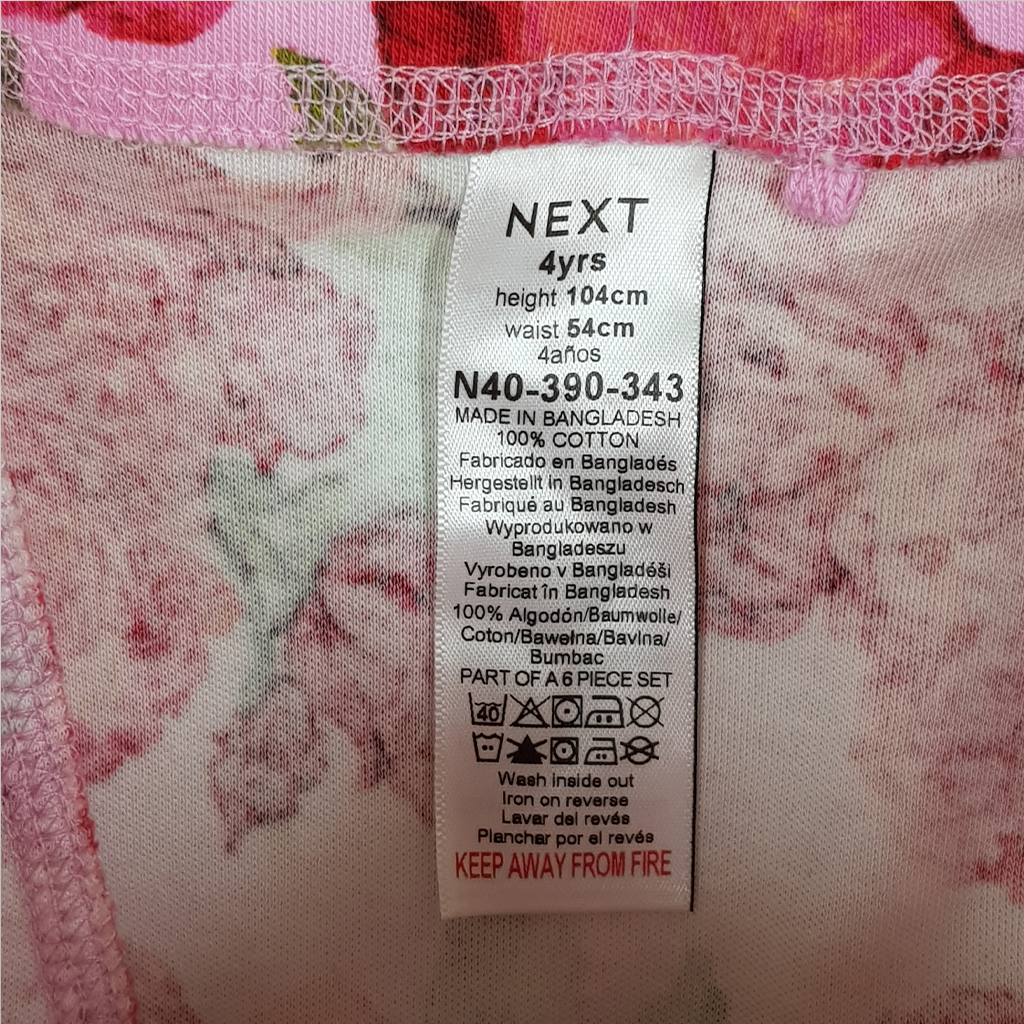 NEXT
4yrs
height 104cm
waist 54cm
4años
N40-390-343
MADE IN BANGLADESH
100% COTTON
Fabricado en Bangladés
Hergestellt in Bangladesch
Fabriqué au Bangladesh
Wyprodukowano w
Bangladeszu
Vyrobeno v Bangladéši
Fabricat în Bangladesh
100% Algodón/Baumwolle/
Coton/Bawełna/Bavlna/
Bumbac
PART OF A 6 PIECE SET
40
Wash inside out
Iron on reverse
Lavar del revés
Planchar por el revés
KEEP AWAY FROM FIRE